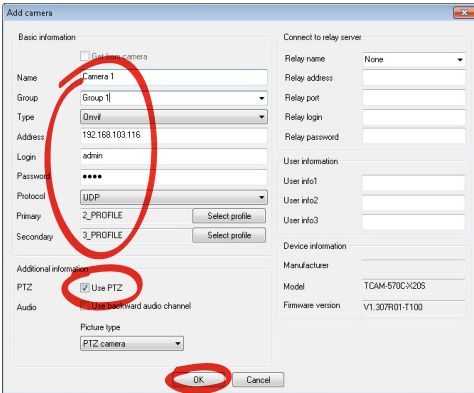 Add camera
Basic information
Get from camera
Name Camera 1
Group Group 1
Type Onvif
Address 192.168.103.116
Login admin
Password ●●●●
Protocol UDP
Primary 2_PROFILE Select profile
Secondary 3_PROFILE Select profile
Additional information
PTZ Use PTZ
Audio Use backward audio channel
Picture type
PTZ camera
Connect to relay server
Relay name None
Relay address
Relay port
Relay login
Relay password
User information
User info1
User info2
User info3
Device information
Manufacturer
Model TCAM-570C-X20S
Firmware version V1.307R01-T100
OK Cancel